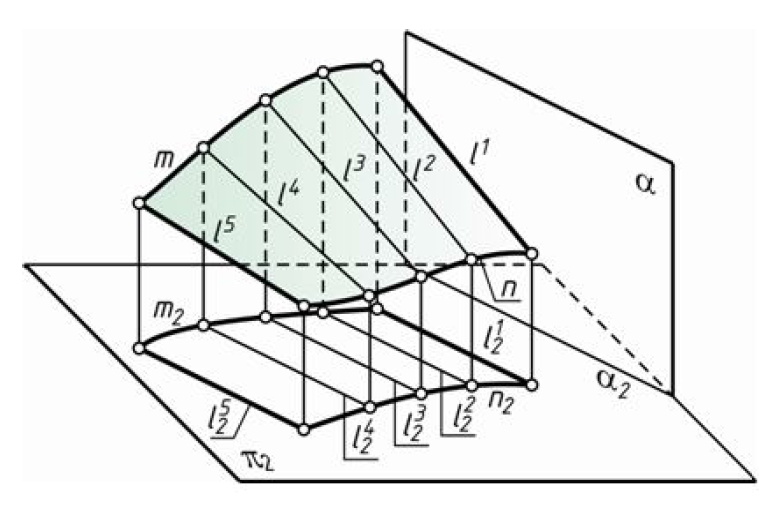 α
m
l³
l²
l¹
l⁴
l⁵
n
m₂
l₂¹
α₂
n₂
l₂⁵
l₂⁴
l₂³
l₂²
π₂